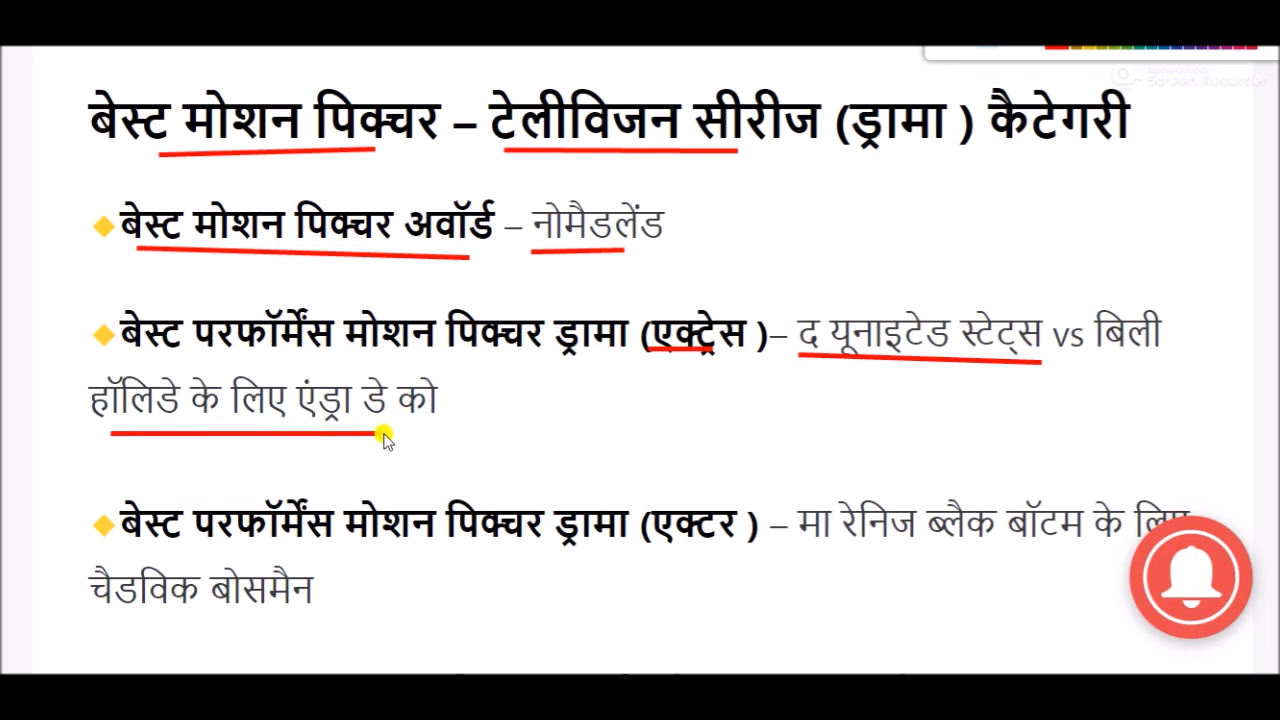 बेस्ट मोशन पिक्चर – टेलीविजन सीरीज (ड्रामा ) कैटेगरी
बेस्ट मोशन पिक्चर अवॉर्ड – नोमैडलेंड
बेस्ट परफॉर्मेंस मोशन पिक्चर ड्रामा (एक्ट्रेस )– द यूनाइटेड स्टेट्स vs बिली
हॉलिडे के लिए एंड्रा डे को
बेस्ट परफॉर्मेंस मोशन पिक्चर ड्रामा (एक्टर ) – मा रेनिज ब्लैक बॉटम के लिए
चैडविक बोसमैन